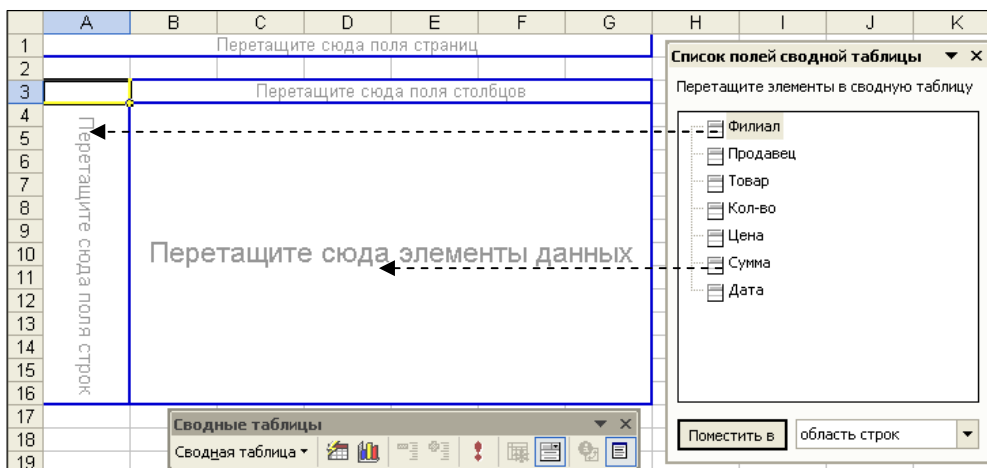 A B C D E F G H I J K
1 Перетащите сюда поля страниц
2
3 Перетащите сюда поля столбцов
4
5
6
7
8
9
10
11
12
13
14
15
16
17
18
19
Перетащите сюда поля строк
Перетащите сюда элементы данных
Список полей сводной таблицы
Перетащите элементы в сводную таблицу
Филиал
Продавец
Товар
Кол-во
Цена
Сумма
Дата
Поместить в область строк
Сводные таблицы
Сводная таблица